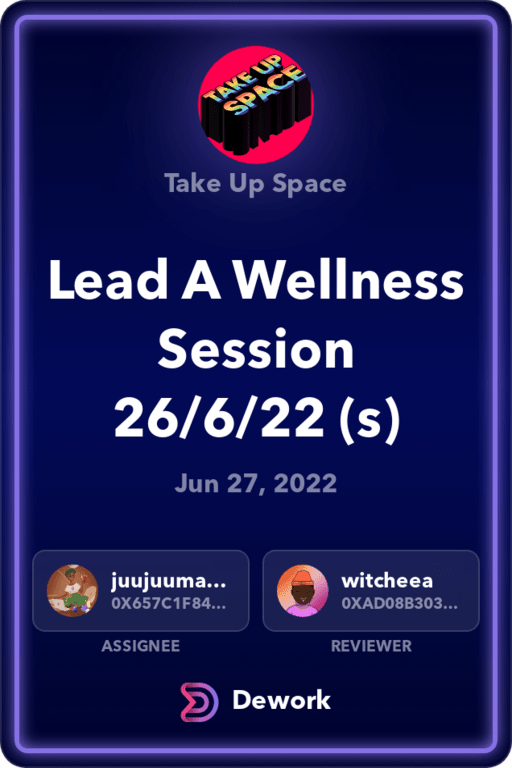 TAKE UP
SPACE
Take Up Space
Lead A Wellness
Session
26/6/22 (s)
Jun 27, 2022
juujuuma...
0X657C1F84...
ASSIGNEE
witcheea
0XAD08B303...
REVIEWER
Dework